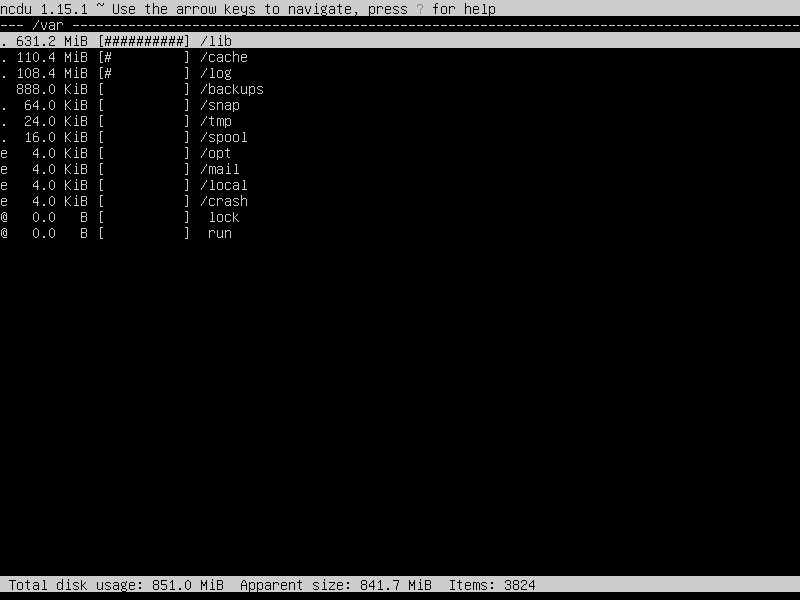 ncdu 1.15.1 ~ Use the arrow keys to navigate, press ? for help
--- /var -------------------------------------------------------------------------------------------
. 631.2 MiB [##########] /lib
. 110.4 MiB [#         ] /cache
. 108.4 MiB [#         ] /log
  888.0 KiB [          ] /backups
.  64.0 KiB [          ] /snap
.  24.0 KiB [          ] /tmp
.  16.0 KiB [          ] /spool
e   4.0 KiB [          ] /opt
e   4.0 KiB [          ] /mail
e   4.0 KiB [          ] /local
e   4.0 KiB [          ] /crash
@   0.0   B [          ]  lock
@   0.0   B [          ]  run
Total disk usage: 851.0 MiB  Apparent size: 841.7 MiB  Items: 3824